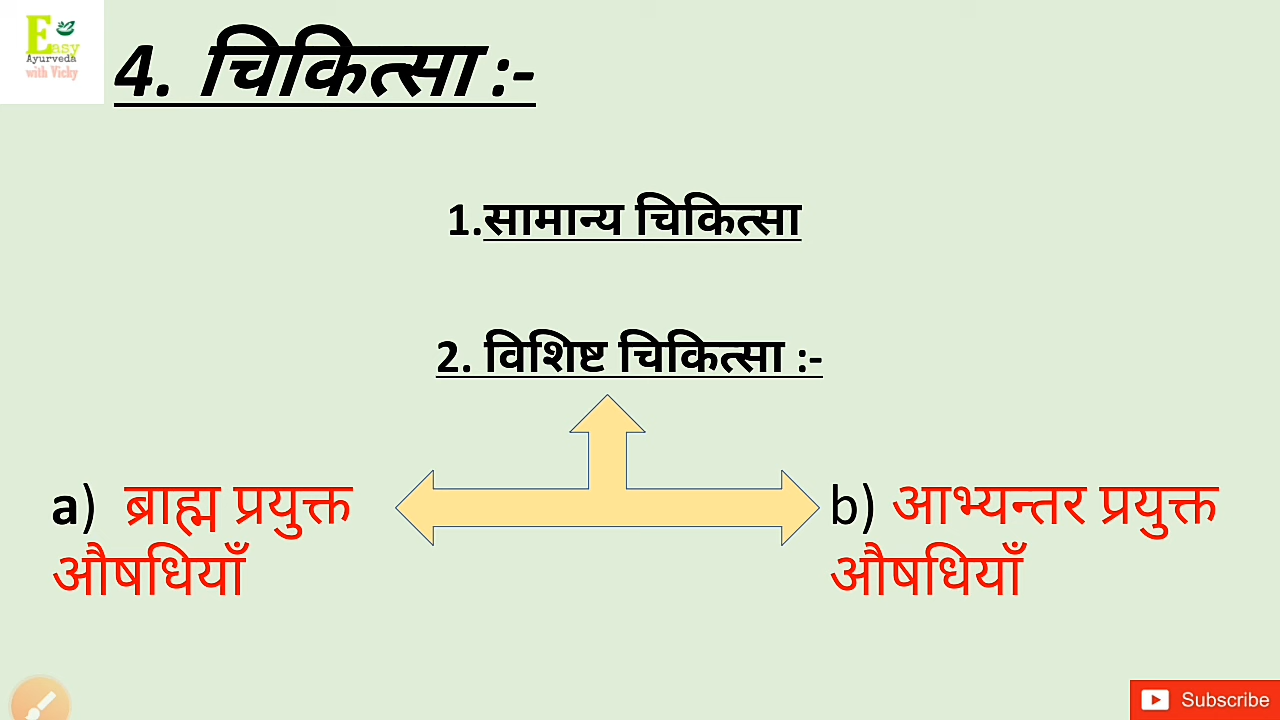 Easy
Ayurveda
with Vicky
4. चिकित्सा :-
1.सामान्य चिकित्सा
2. विशिष्ट चिकित्सा :-
a) ब्राह्म प्रयुक्त
औषधियाँ
b) आभ्यन्तर प्रयुक्त
औषधियाँ
Subscribe